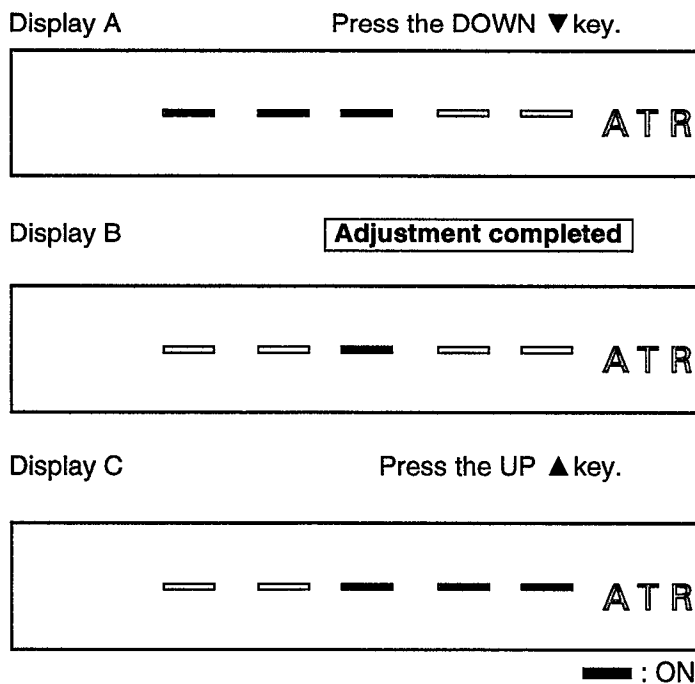 Display A Press the DOWN ▼ key.
ATR
Display B Adjustment completed
ATR
Display C Press the UP ▲ key.
ATR
: ON